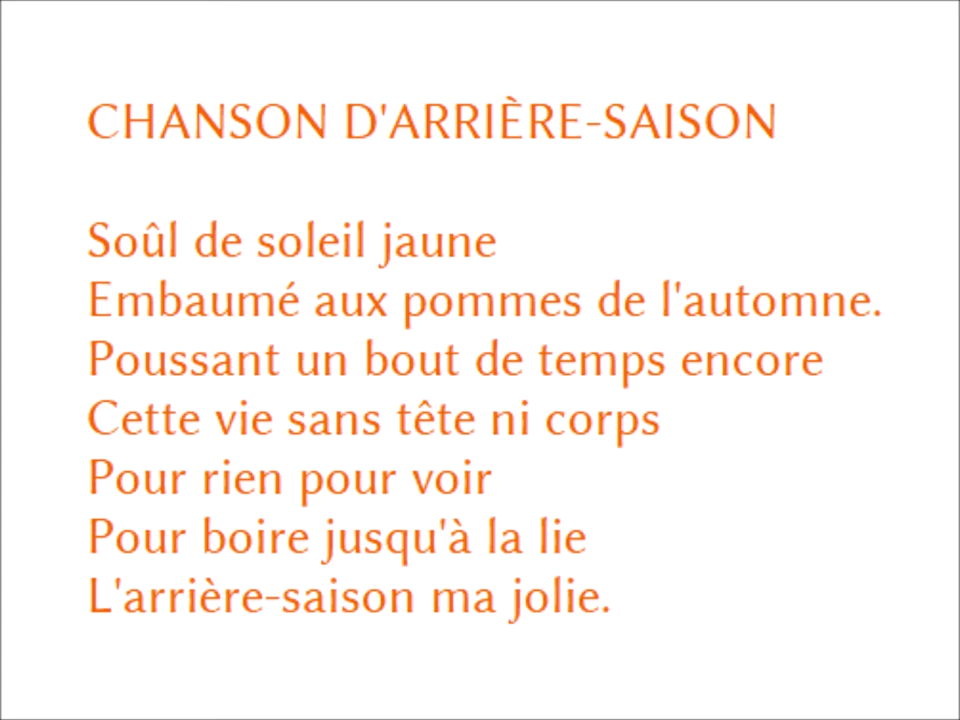 CHANSON D'ARRIÈRE-SAISON
Soûl de soleil jaune
Embaumé aux pommes de l'automne.
Poussant un bout de temps encore
Cette vie sans tête ni corps
Pour rien pour voir
Pour boire jusqu'à la lie
L'arrière-saison ma jolie.